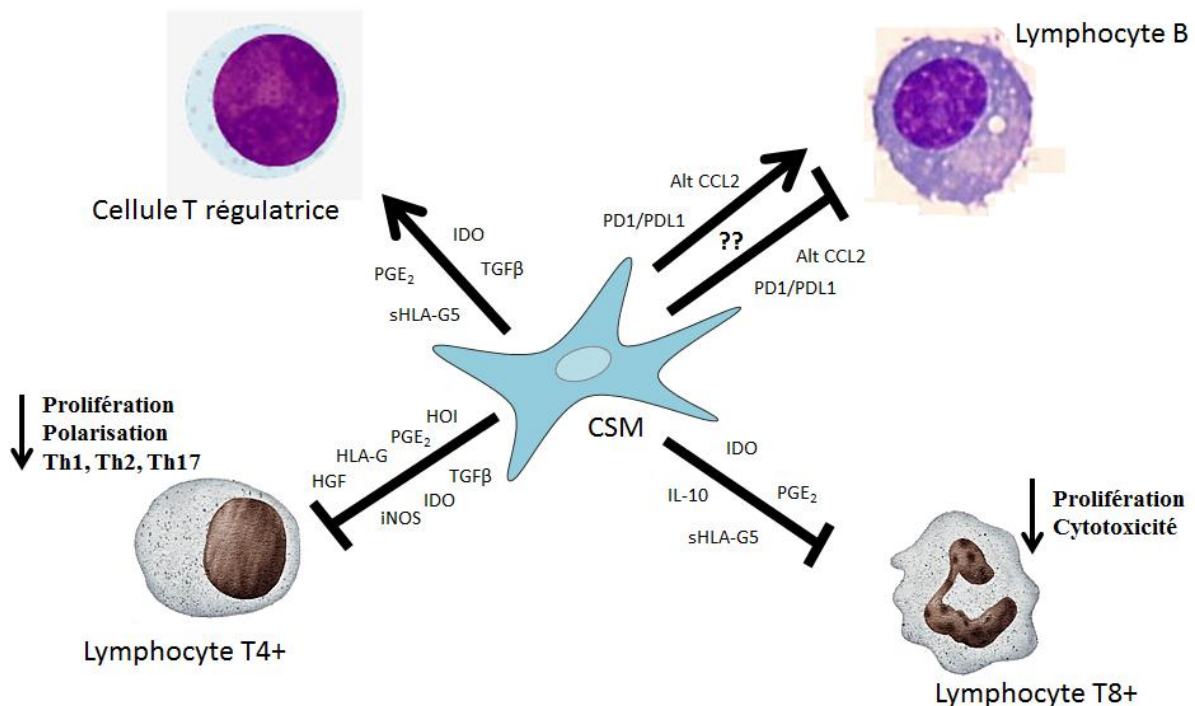 Lymphocyte B
Cellule T régulatrice
Alt CCL2
PD1/PDL1
??
Alt CCL2
PD1/PDL1
IDO
PGE₂
TGFβ
sHLA-G5
CSM
Prolifération
Polarisation
Th1, Th2, Th17
HOI
PGE₂
HLA-G
HGF
TGFβ
IDO
iNOS
Lymphocyte T4+
IDO
IL-10
PGE₂
sHLA-G5
Prolifération
Cytotoxicité
Lymphocyte T8+